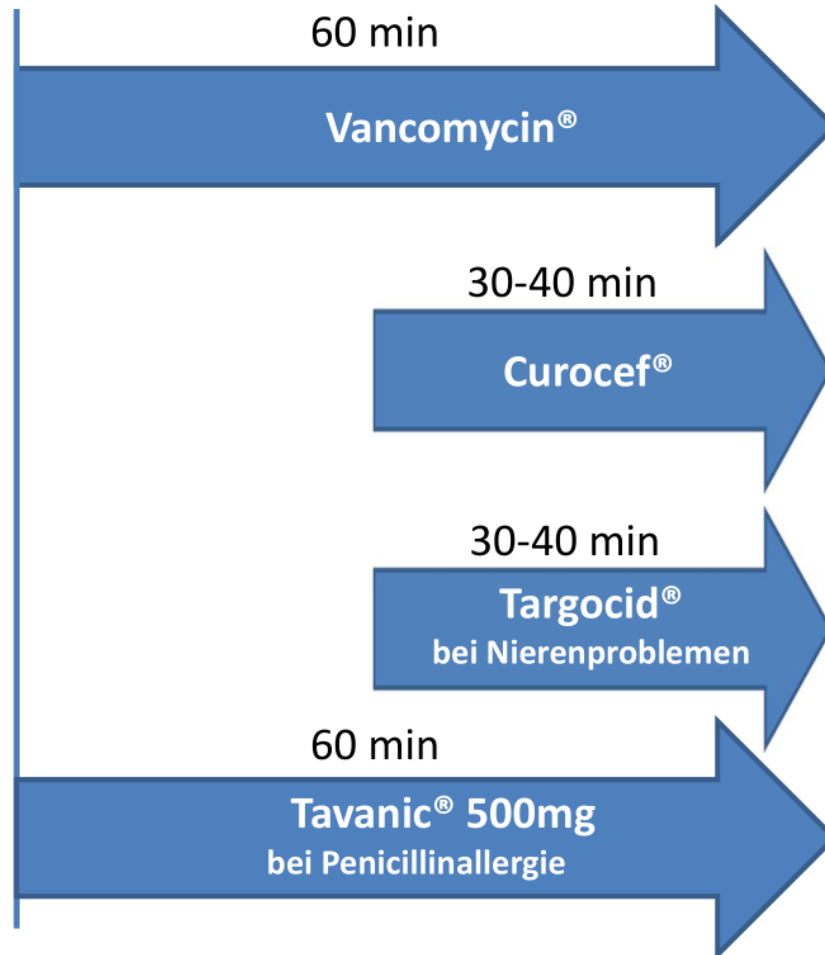 60 min
Vancomycin®
30-40 min
Curocef®
30-40 min
Targocid®
bei Nierenproblemen
60 min
Tavanic® 500mg
bei Penicillinallergie